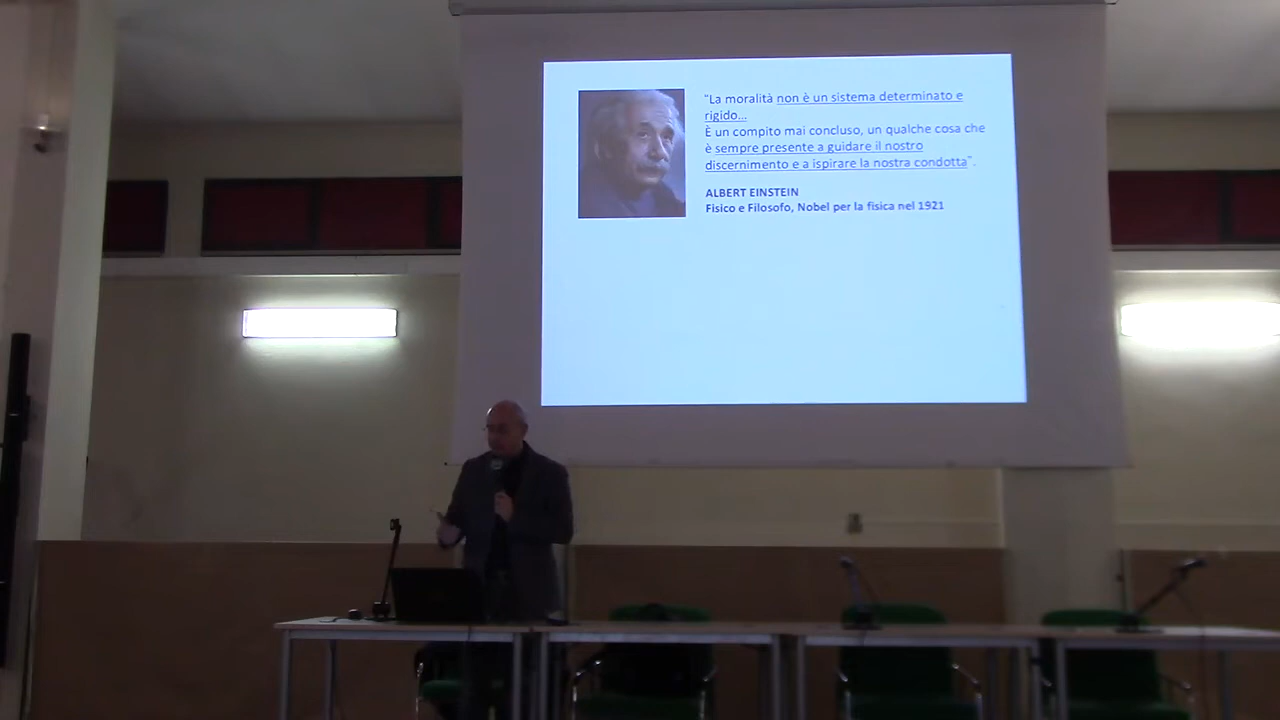 "La moralità non è un sistema determinato e
rigido...
È un compito mai concluso, un qualche cosa che
è sempre presente a guidare il nostro
discernimento e a ispirare la nostra condotta".
ALBERT EINSTEIN
Fisico e Filosofo, Nobel per la fisica nel 1921